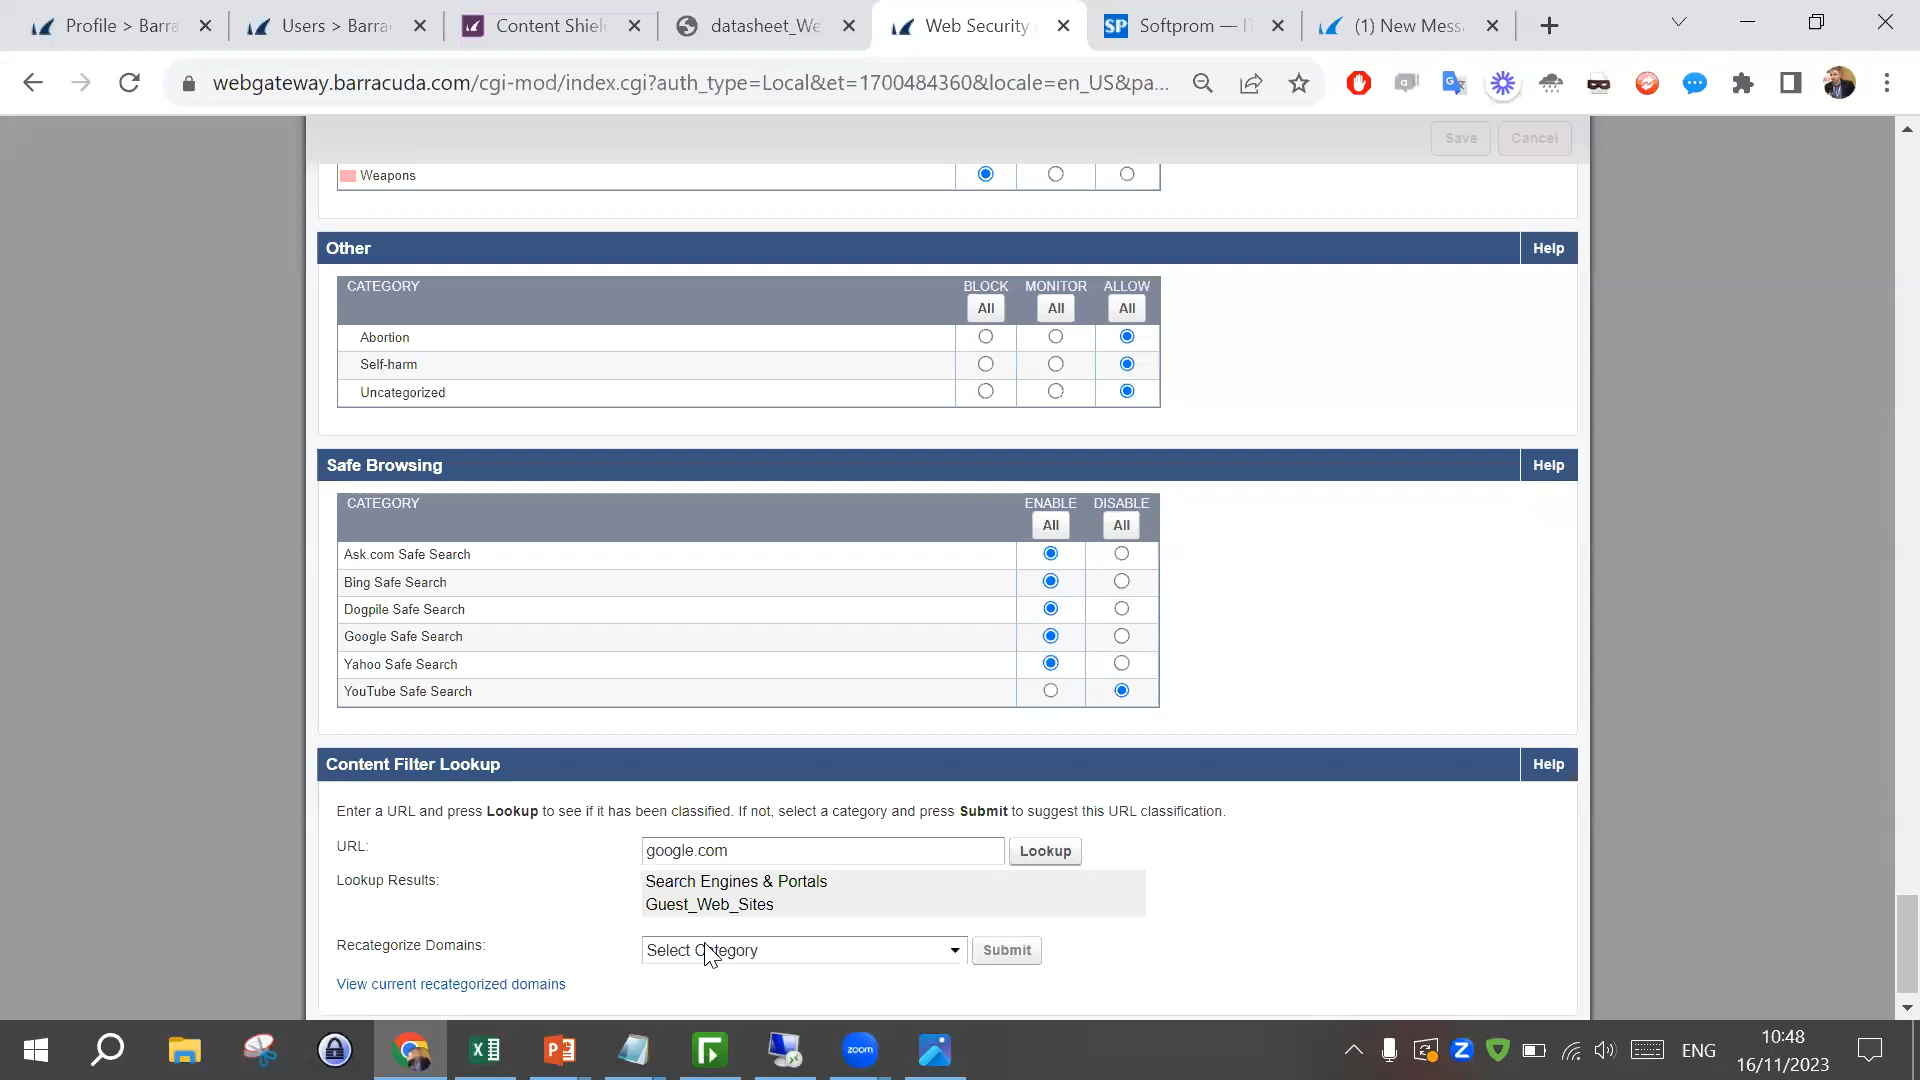 Profile > Barra
Users > Barra
Content Shiel
datasheet_We
Web Security
SP
Softprom — IT
(1) New Mess
webgateway.barracuda.com/cgi-mod/index.cgi?auth_type=Local&et=1700484360&locale=en_US&pa...
Save
Cancel
Weapons
Other
Help
CATEGORY
BLOCK
MONITOR
ALLOW
All
All
All
Abortion
Self-harm
Uncategorized
Safe Browsing
Help
CATEGORY
ENABLE
DISABLE
All
All
Ask.com Safe Search
Bing Safe Search
Dogpile Safe Search
Google Safe Search
Yahoo Safe Search
YouTube Safe Search
Content Filter Lookup
Help
Enter a URL and press Lookup to see if it has been classified. If not, select a category and press Submit to suggest this URL classification.
URL:
google.com
Lookup
Lookup Results:
Search Engines & Portals
Guest_Web_Sites
Recategorize Domains:
Select Category
Submit
View current recategorized domains
zoom
ENG
10:48
16/11/2023